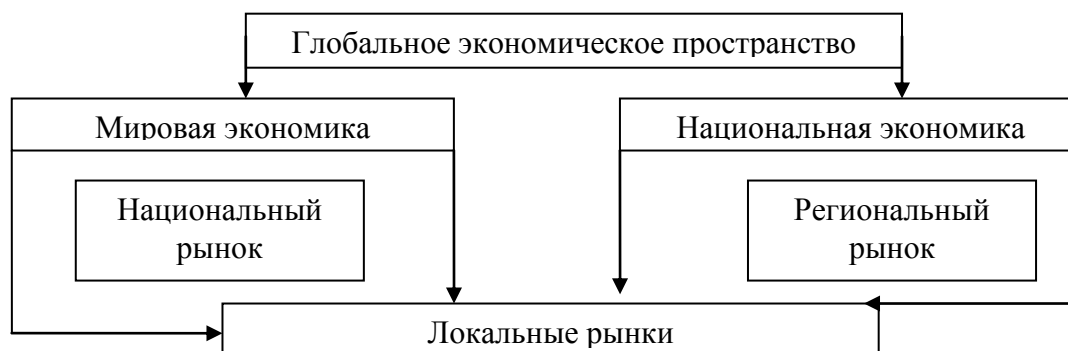 Глобальное экономическое пространство
Мировая экономика
Национальная экономика
Национальный
рынок
Региональный
рынок
Локальные рынки